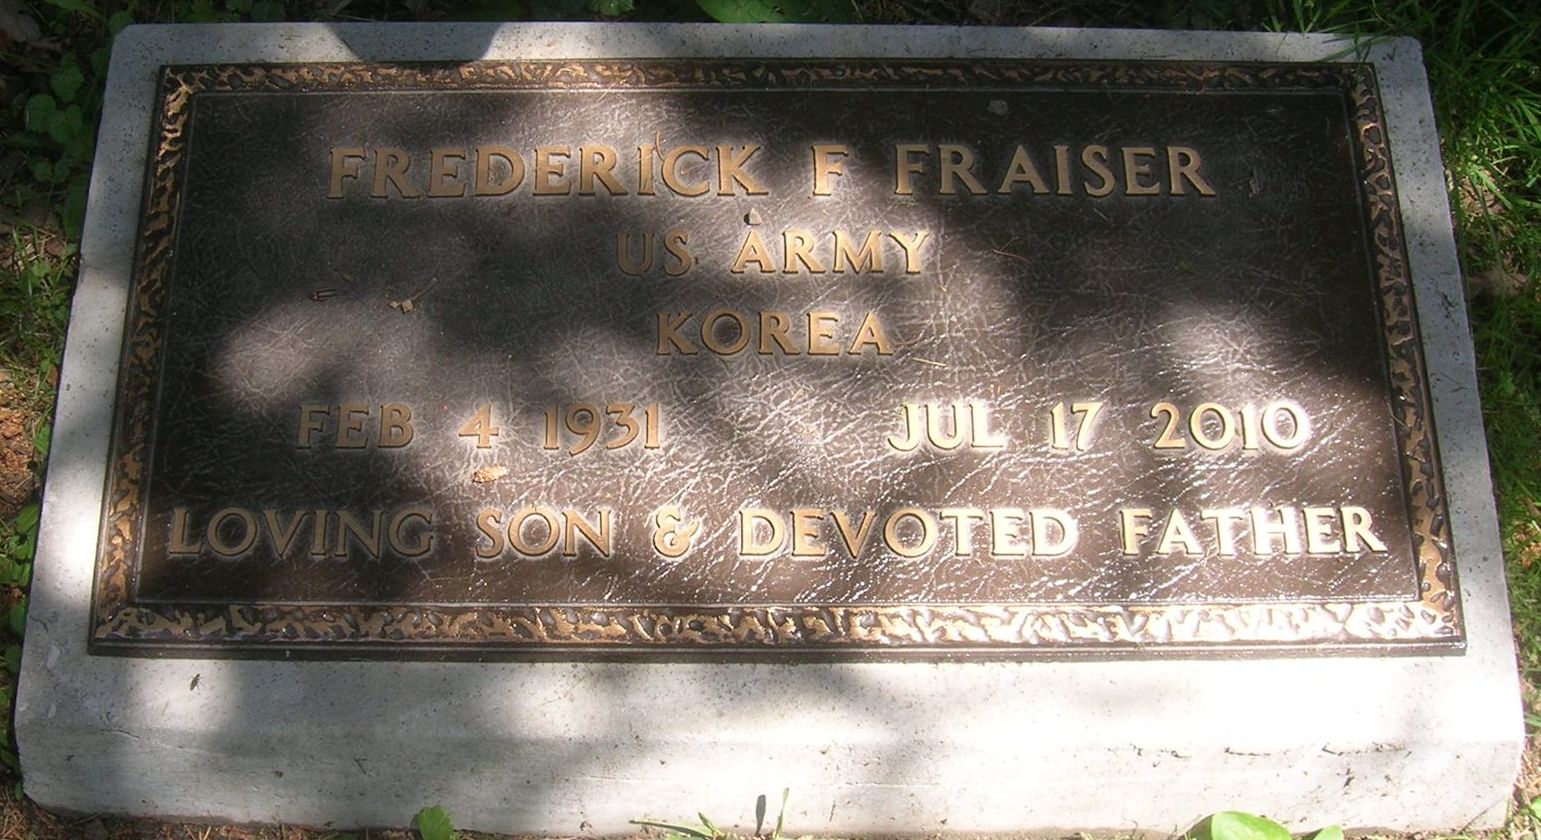 FREDERICK F FRAISER
US ARMY
KOREA
FEB 4 1931 JUL 17 2010
LOVING SON & DEVOTED FATHER